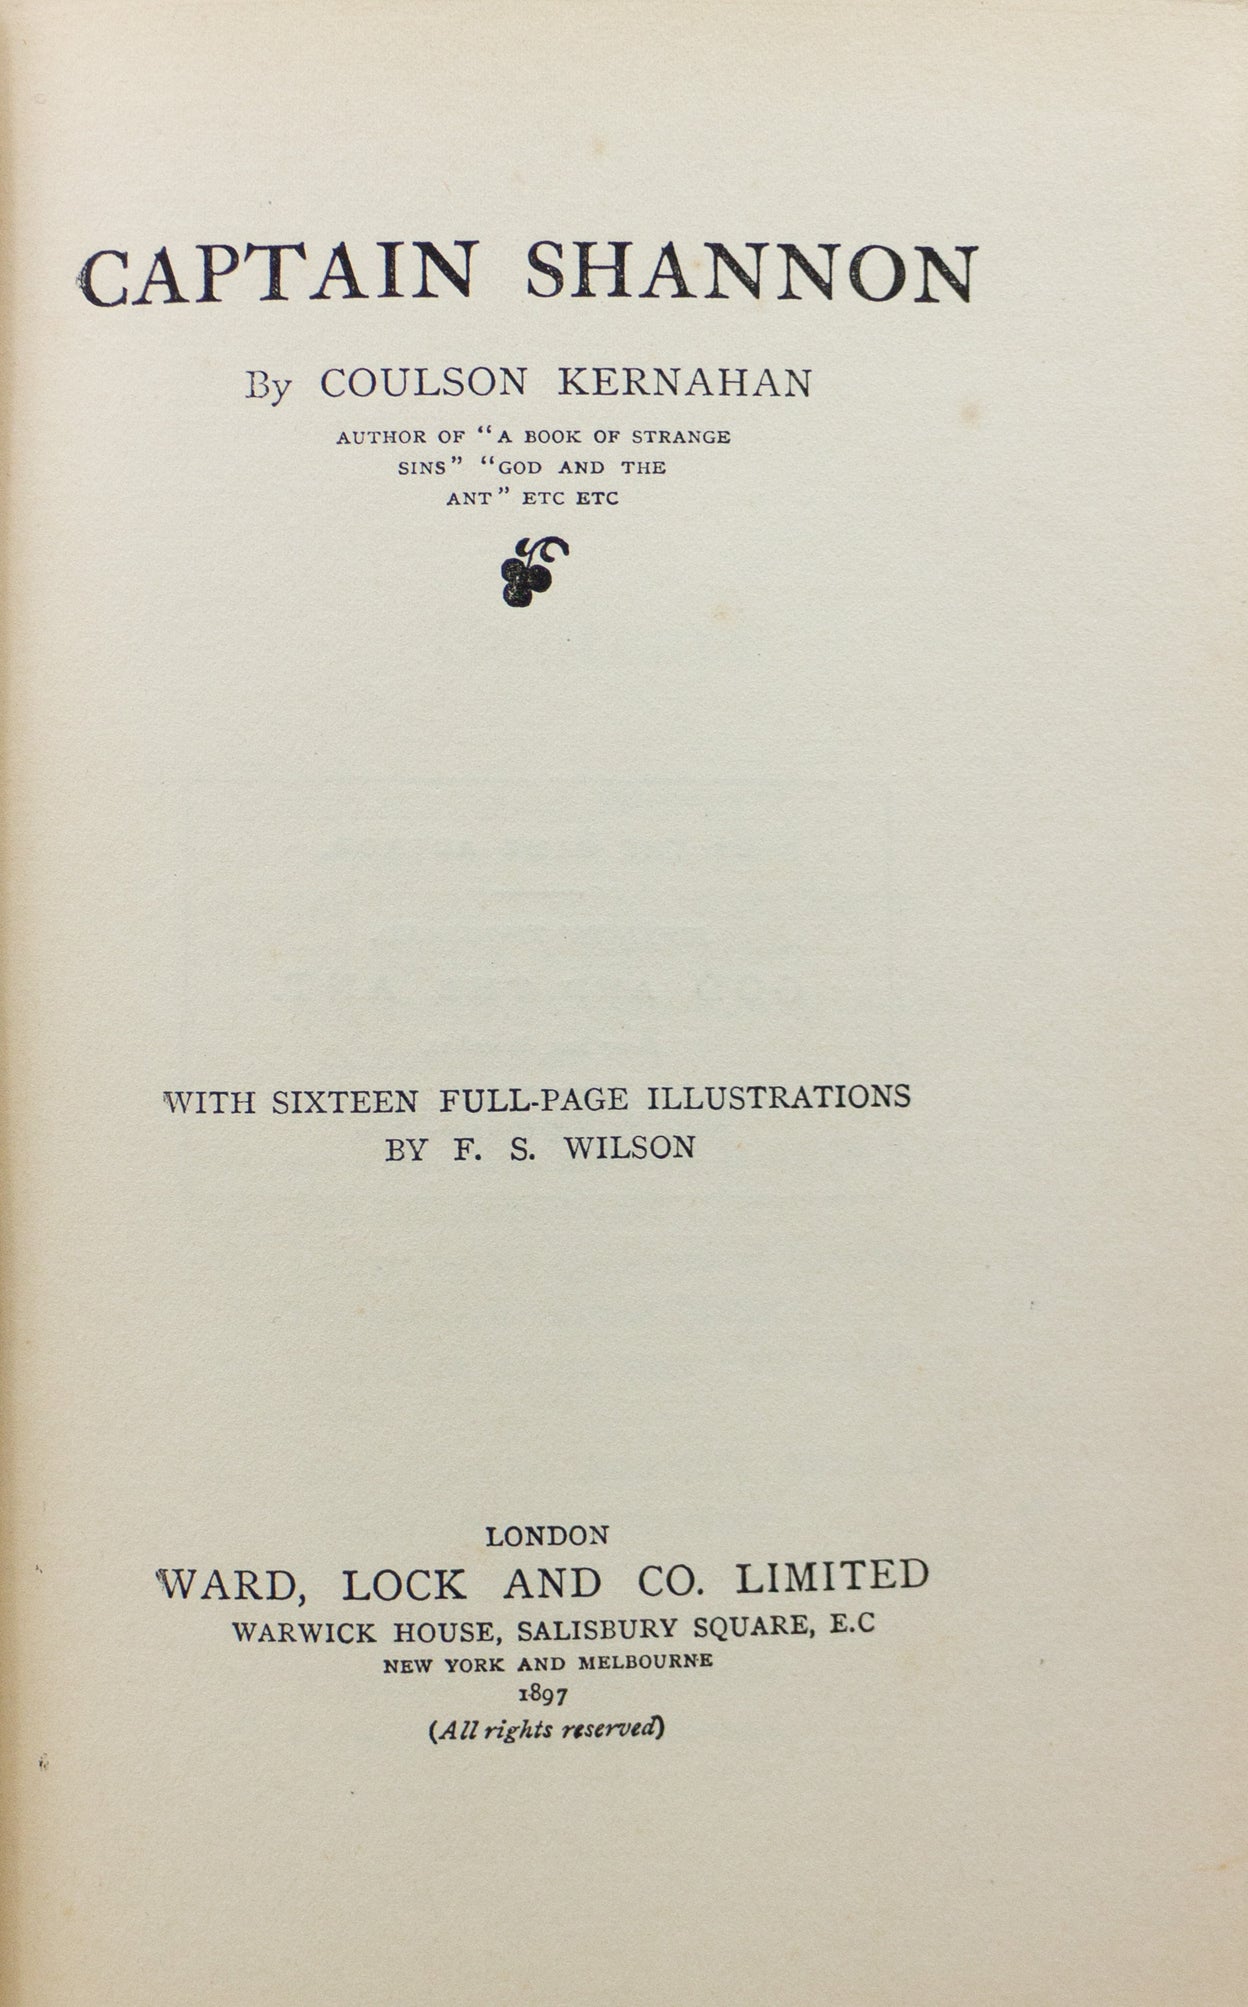 CAPTAIN SHANNON
By COULSON KERNAHAN
AUTHOR OF “A BOOK OF STRANGE
SINS” “GOD AND THE
ANT” ETC ETC
WITH SIXTEEN FULL-PAGE ILLUSTRATIONS
BY F. S. WILSON
LONDON
WARD, LOCK AND CO. LIMITED
WARWICK HOUSE, SALISBURY SQUARE, E.C
NEW YORK AND MELBOURNE
1897
(All rights reserved)